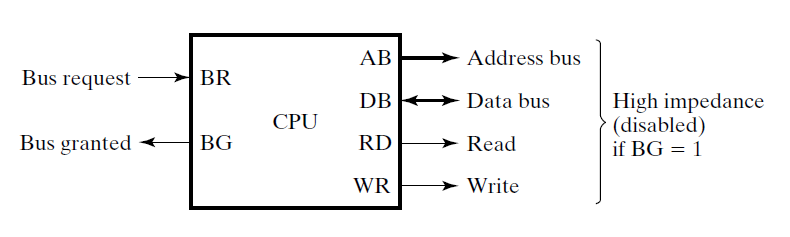 AB
Address bus
Bus request
BR
DB
Data bus
High impedance
(disabled)
if BG = 1
CPU
Bus granted
BG
RD
Read
WR
Write